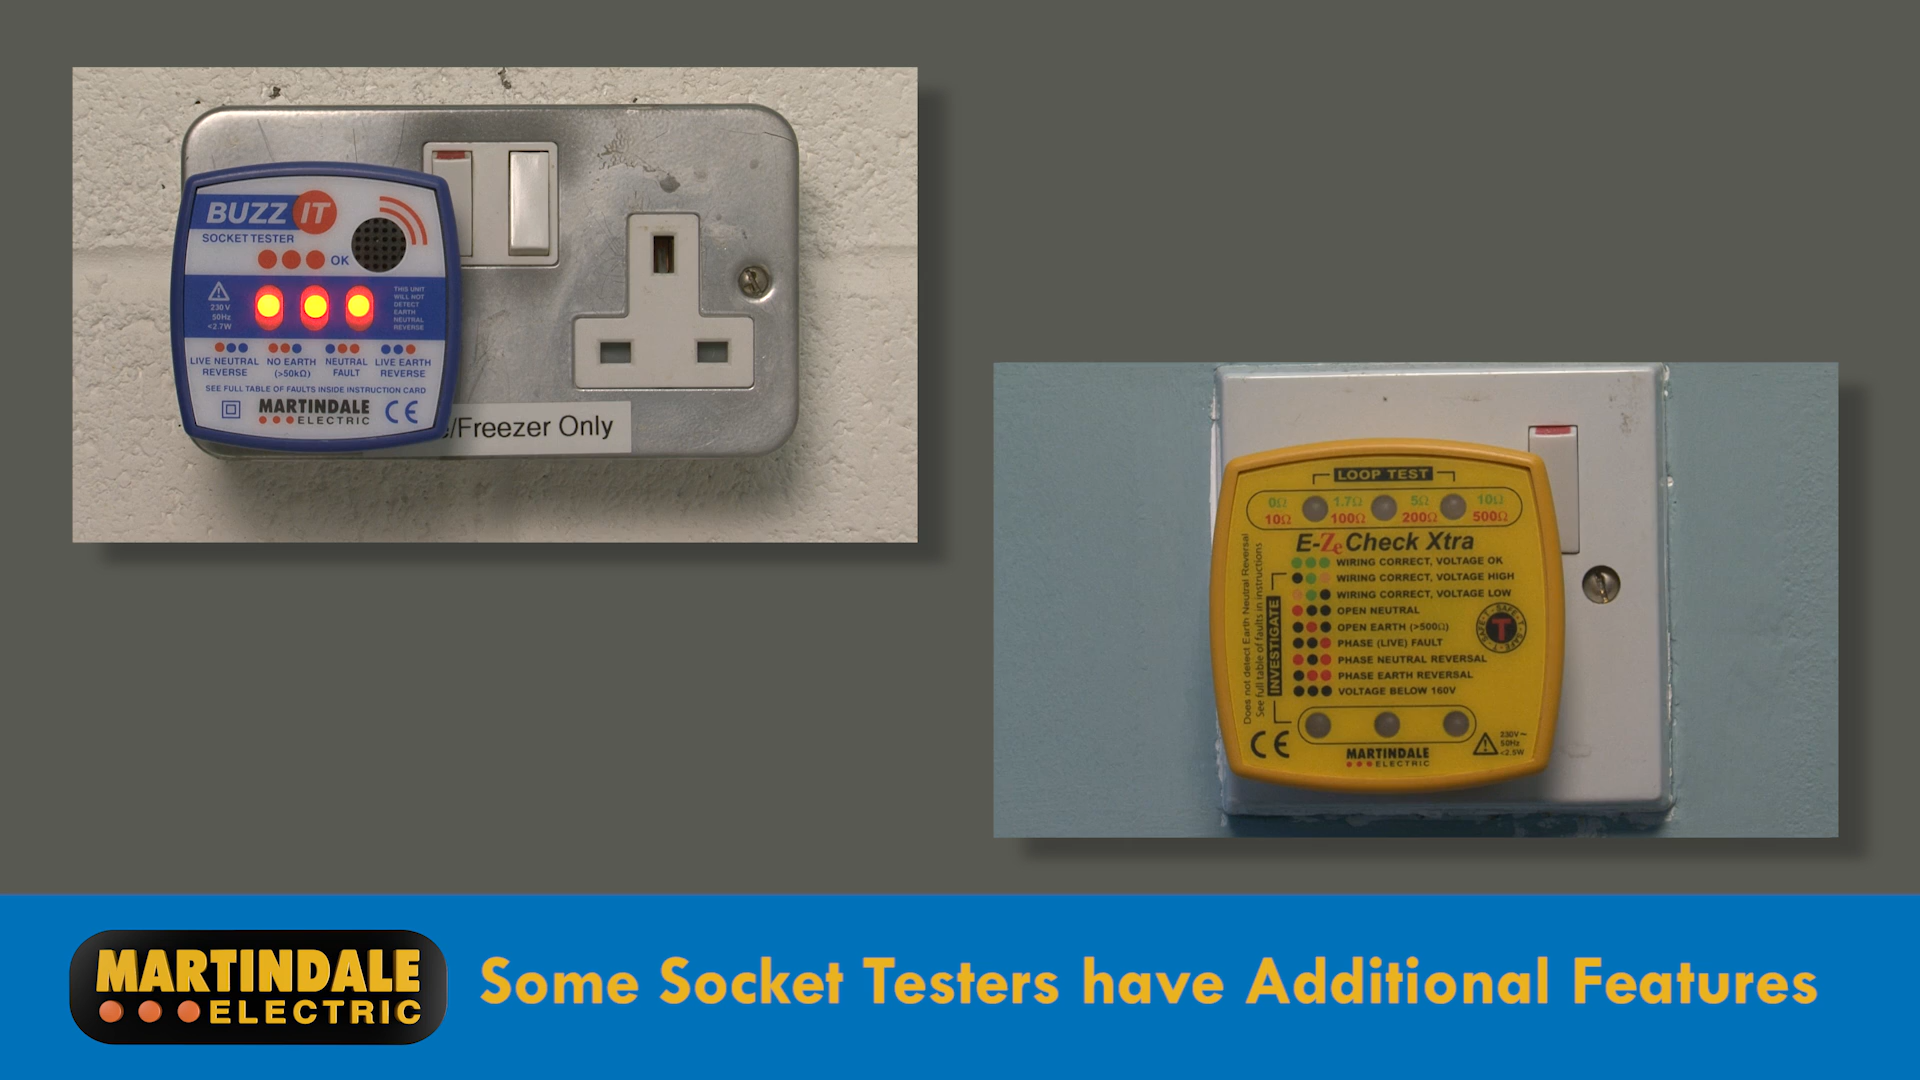 BUZZ IT
SOCKET TESTER
OK
230V
50Hz
<2.7W
THIS UNIT
WILL NOT
DETECT
EARTH
NEUTRAL
REVERSE
LIVE NEUTRAL
REVERSE
NO EARTH
(>50kΩ)
NEUTRAL
FAULT
LIVE EARTH
REVERSE
SEE FULL TABLE OF FAULTS INSIDE INSTRUCTION CARD
MARTINDALE
ELECTRIC
CE
/Freezer Only
LOOP TEST
0Ω 1.7Ω 5Ω 10Ω
10Ω 100Ω 200Ω 500Ω
E-Ze Check Xtra
Does not detect Earth Neutral Reversal
See full table of faults in instructions
INVESTIGATE
WIRING CORRECT, VOLTAGE OK
WIRING CORRECT, VOLTAGE HIGH
WIRING CORRECT, VOLTAGE LOW
OPEN NEUTRAL
OPEN EARTH (>500Ω)
PHASE (LIVE) FAULT
PHASE NEUTRAL REVERSAL
PHASE EARTH REVERSAL
VOLTAGE BELOW 160V
SAFE-T
T
CE
MARTINDALE
ELECTRIC
230V~
50Hz
<2.5W
MARTINDALE
ELECTRIC
Some Socket Testers have Additional Features